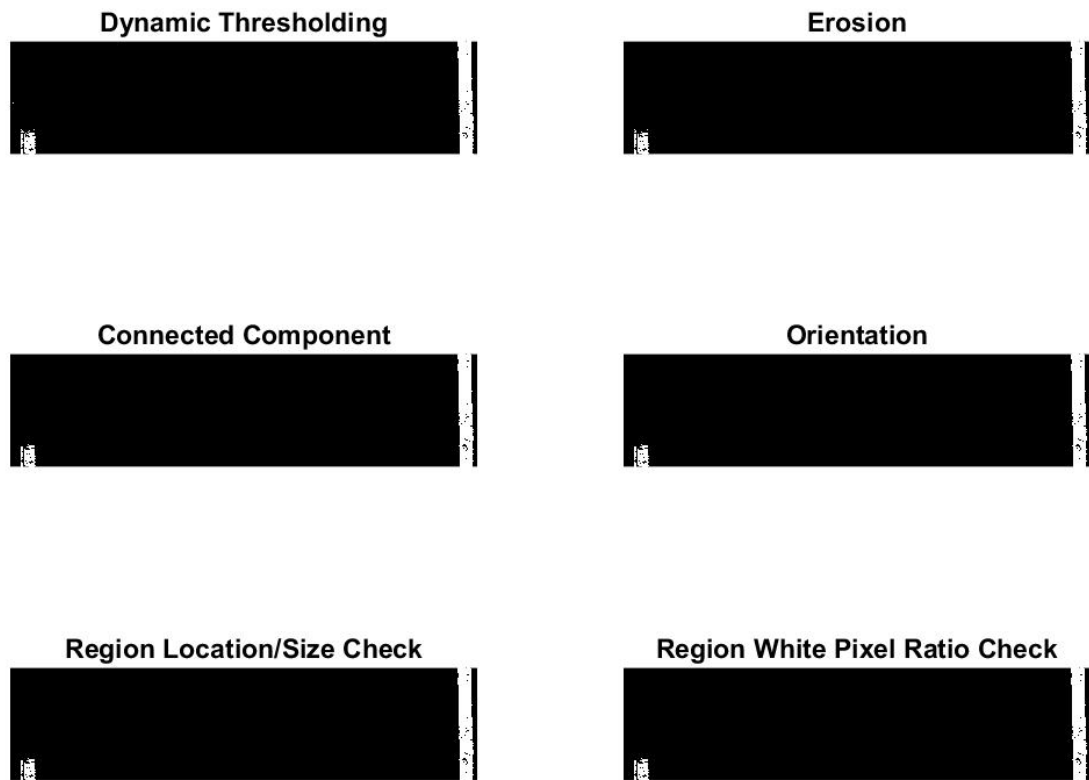 Dynamic Thresholding
Erosion
Connected Component
Orientation
Region Location/Size Check
Region White Pixel Ratio Check